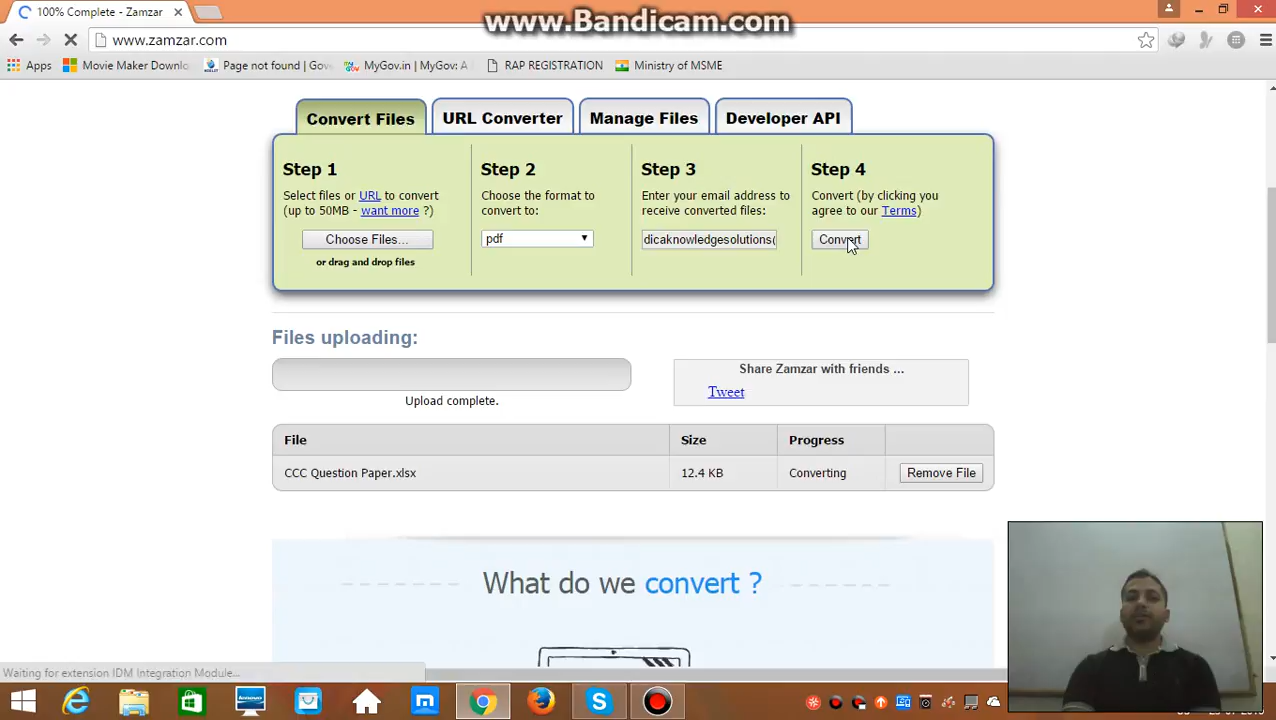 www.Bandicam.com
100% Complete - Zamzar
www.zamzar.com
Apps Movie Maker Downlo Page not found | Gov MyGov.in | MyGov: A RAP REGISTRATION Ministry of MSME
Convert Files URL Converter Manage Files Developer API
Step 1
Select files or URL to convert
(up to 50MB - want more ?)
Choose Files...
or drag and drop files
Step 2
Choose the format to
convert to:
pdf
Step 3
Enter your email address to
receive converted files:
dicaknowledgesolutions(
Step 4
Convert (by clicking you
agree to our Terms)
Convert
Files uploading:
Upload complete.
Share Zamzar with friends ...
Tweet
File Size Progress
CCC Question Paper.xlsx 12.4 KB Converting Remove File
What do we convert ?
Waiting for extension IDM Integration Module...